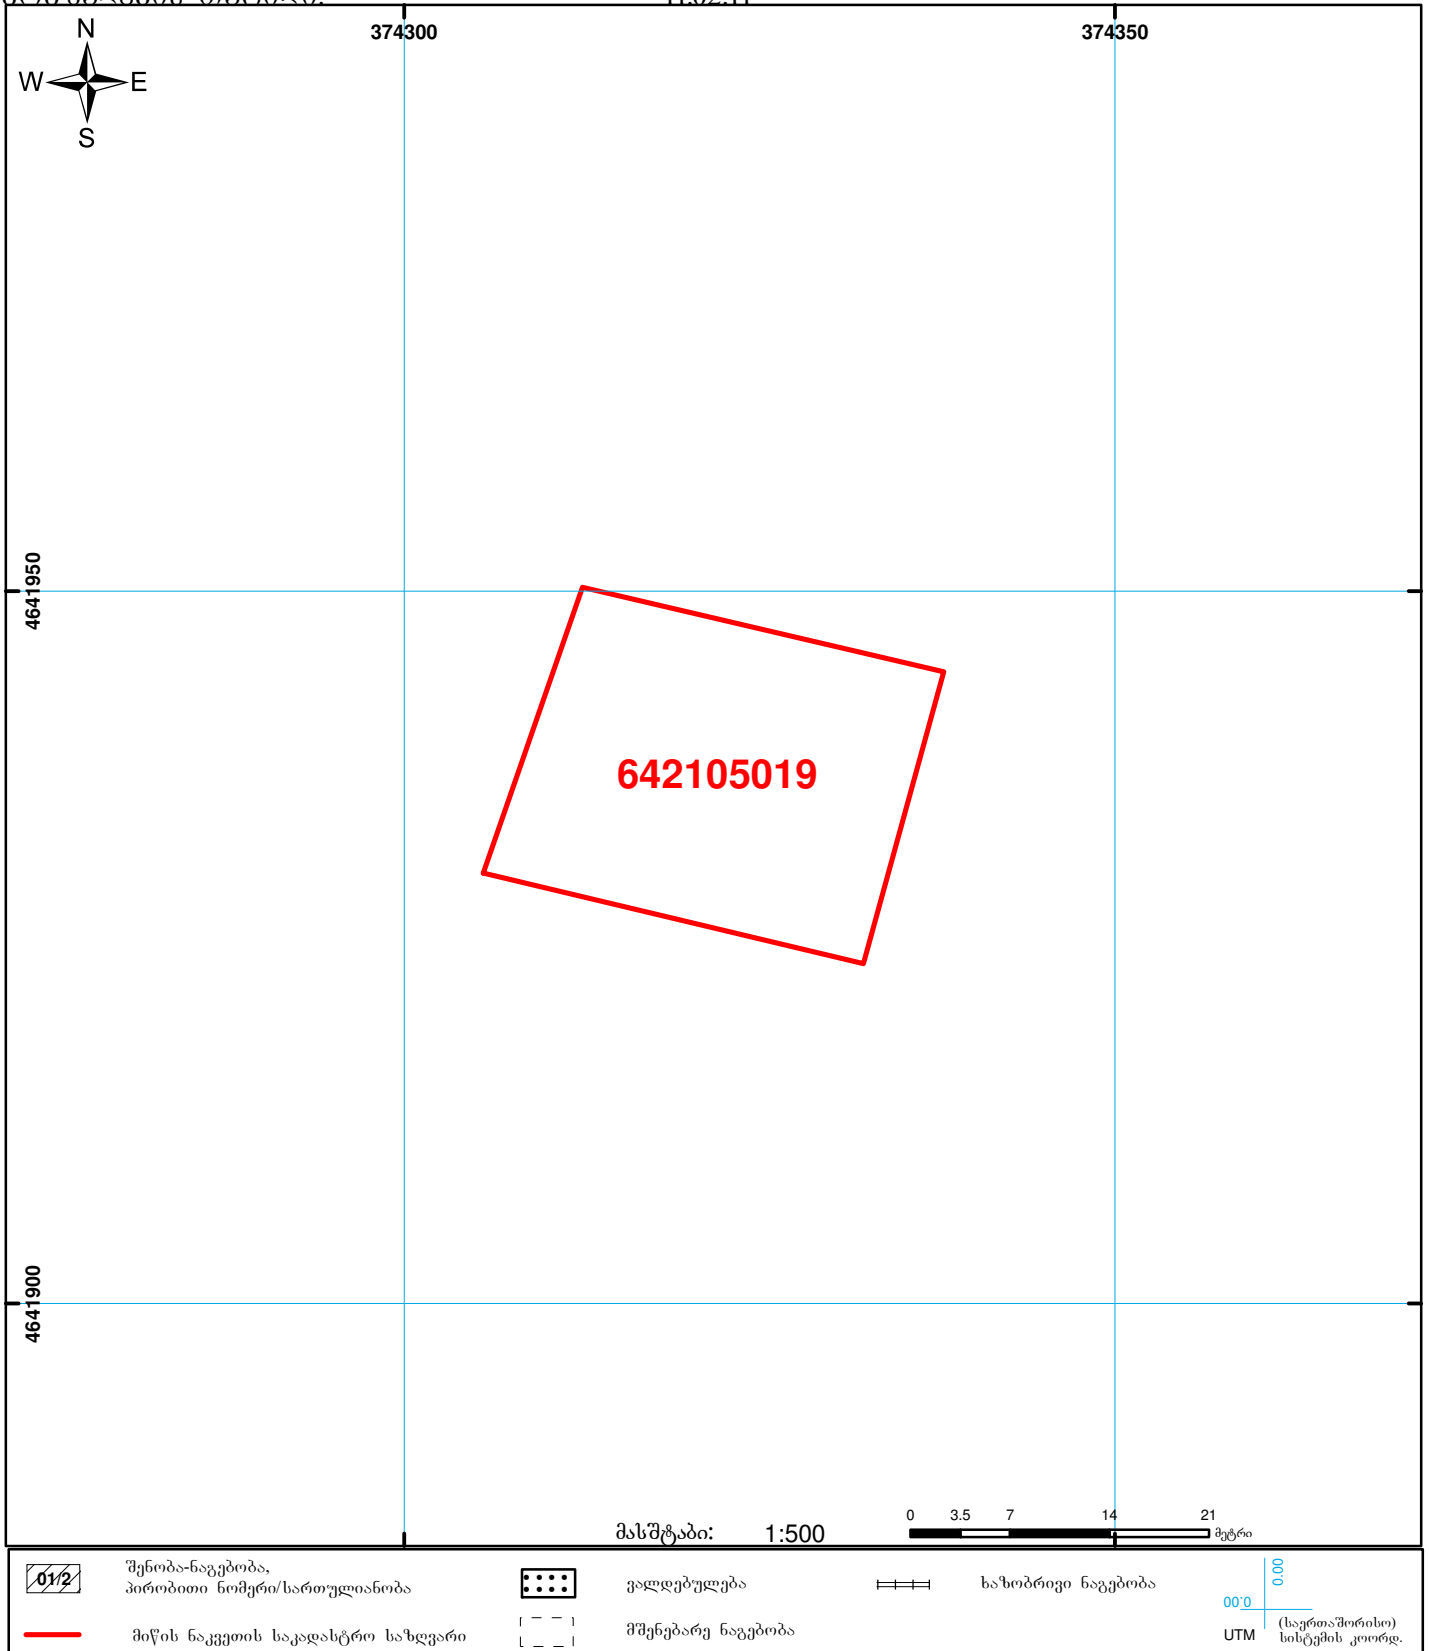 374300
374350
N
W E
S
4641950
642105019
4641900
მასშტაბი: 1:500
0 3.5 7 14 21
მეტრი
01/2
შენობა-ნაგებობა,
პირობითი ნომერი/სართულიანობა
ვალდებულება
ხაზობრივი ნაგებობა
მიწის ნაკვეთის საკადასტრო საზღვარი
მშენებარე ნაგებობა
00.0
00.0
UTM
(საერთაშორისო)
სისტემის კოორდ.